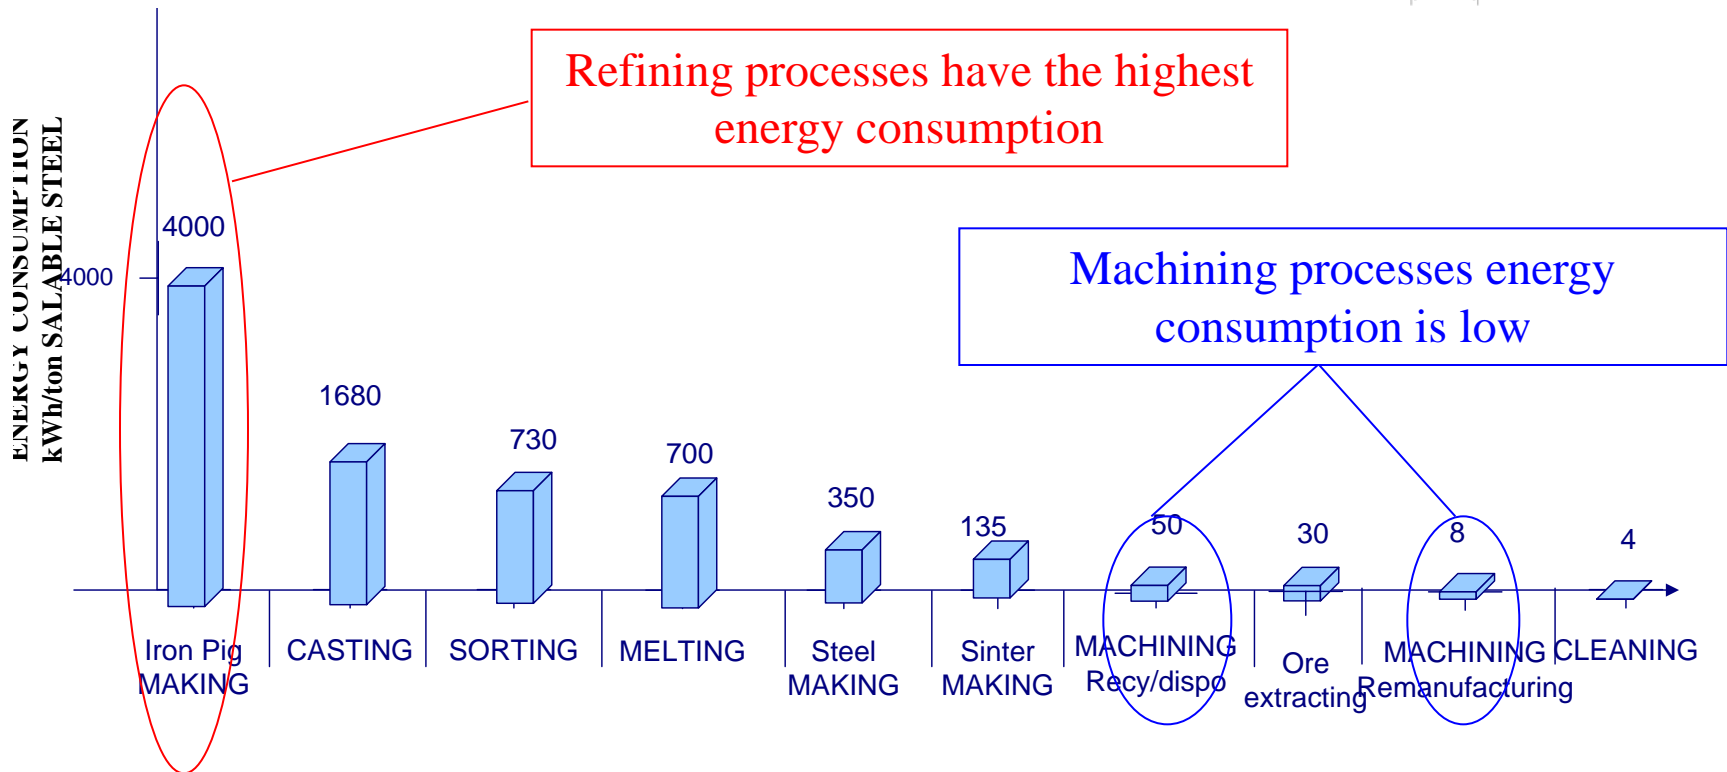 Refining processes have the highest
energy consumption
ENERGY CONSUMPTION
kWh/ton SALABLE STEEL
4000
4000
Machining processes energy
consumption is low
1680
730
700
350
135
50
30
8
4
Iron Pig
MAKING
CASTING
SORTING
MELTING
Steel
MAKING
Sinter
MAKING
MACHINING
Recy/dispo
Ore
extracting
MACHINING
Remanufacturing
CLEANING